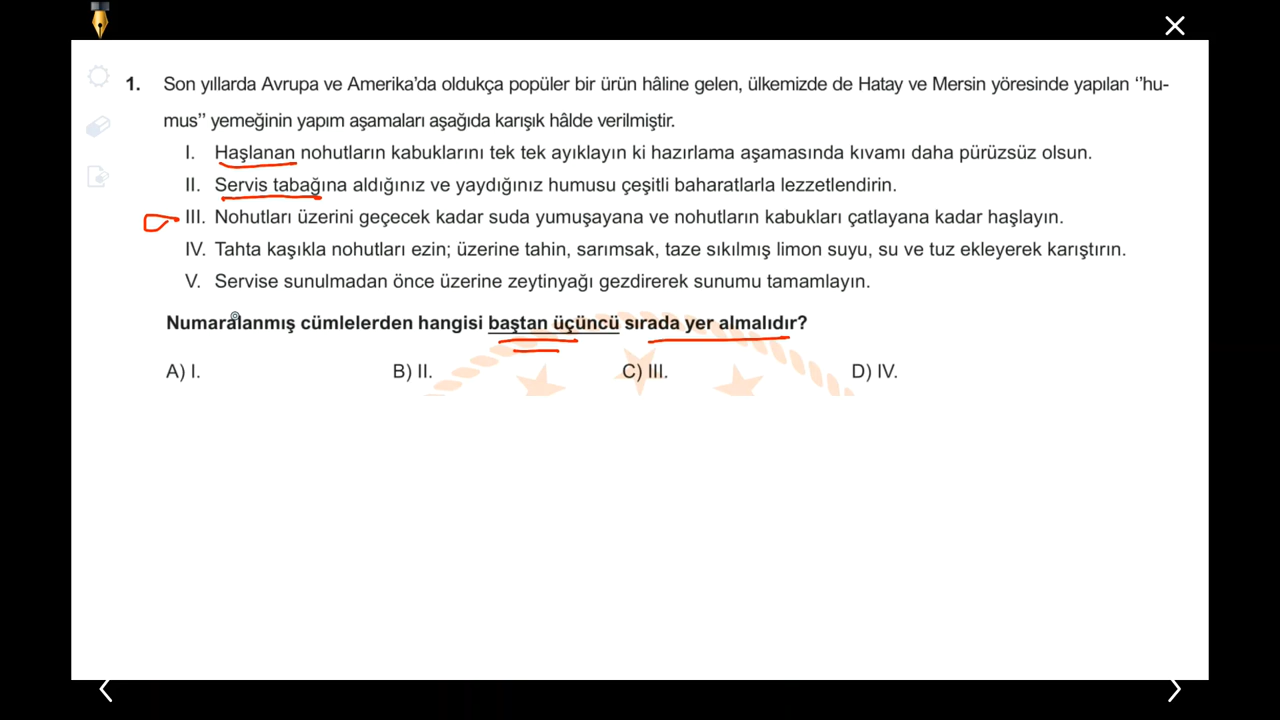 1. Son yıllarda Avrupa ve Amerika’da oldukça popüler bir ürün hâline gelen, ülkemizde de Hatay ve Mersin yöresinde yapılan ‘’hu-
mus’’ yemeğinin yapım aşamaları aşağıda karışık hâlde verilmiştir.
I. Haşlanan nohutların kabuklarını tek tek ayıklayın ki hazırlama aşamasında kıvamı daha pürüzsüz olsun.
II. Servis tabağına aldığınız ve yaydığınız humusu çeşitli baharatlarla lezzetlendirin.
III. Nohutları üzerini geçecek kadar suda yumuşayana ve nohutların kabukları çatlayana kadar haşlayın.
IV. Tahta kaşıkla nohutları ezin; üzerine tahin, sarımsak, taze sıkılmış limon suyu, su ve tuz ekleyerek karıştırın.
V. Servise sunulmadan önce üzerine zeytinyağı gezdirerek sunumu tamamlayın.
Numaralanmış cümlelerden hangisi baştan üçüncü sırada yer almalıdır?
A) I. B) II. C) III. D) IV.